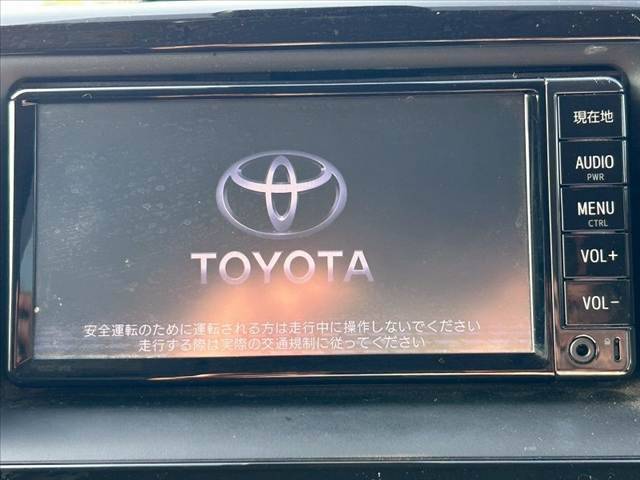 現在地
AUDIO
PWR
MENU
CTRL
VOL+
VOL-
TOYOTA
安全運転のために運転される方は走行中に操作しないでください
走行する際は実際の交通規制に従ってください